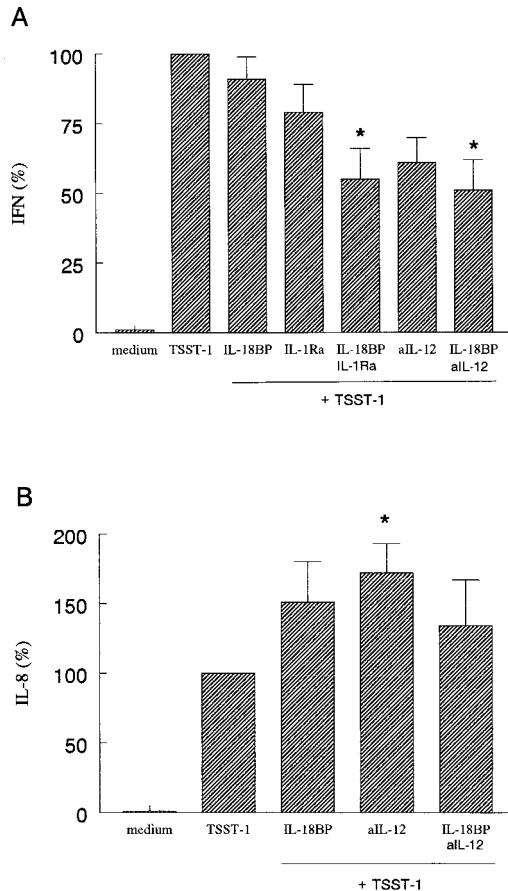 A
IFN (%)
100
75
50
25
0
*
*
medium TSST-1 IL-18BP IL-1Ra IL-18BP aIL-12 IL-18BP
IL-1Ra aIL-12
+ TSST-1
B
IL-8 (%)
200
150
100
50
0
*
medium TSST-1 IL-18BP aIL-12 IL-18BP
aIL-12
+ TSST-1